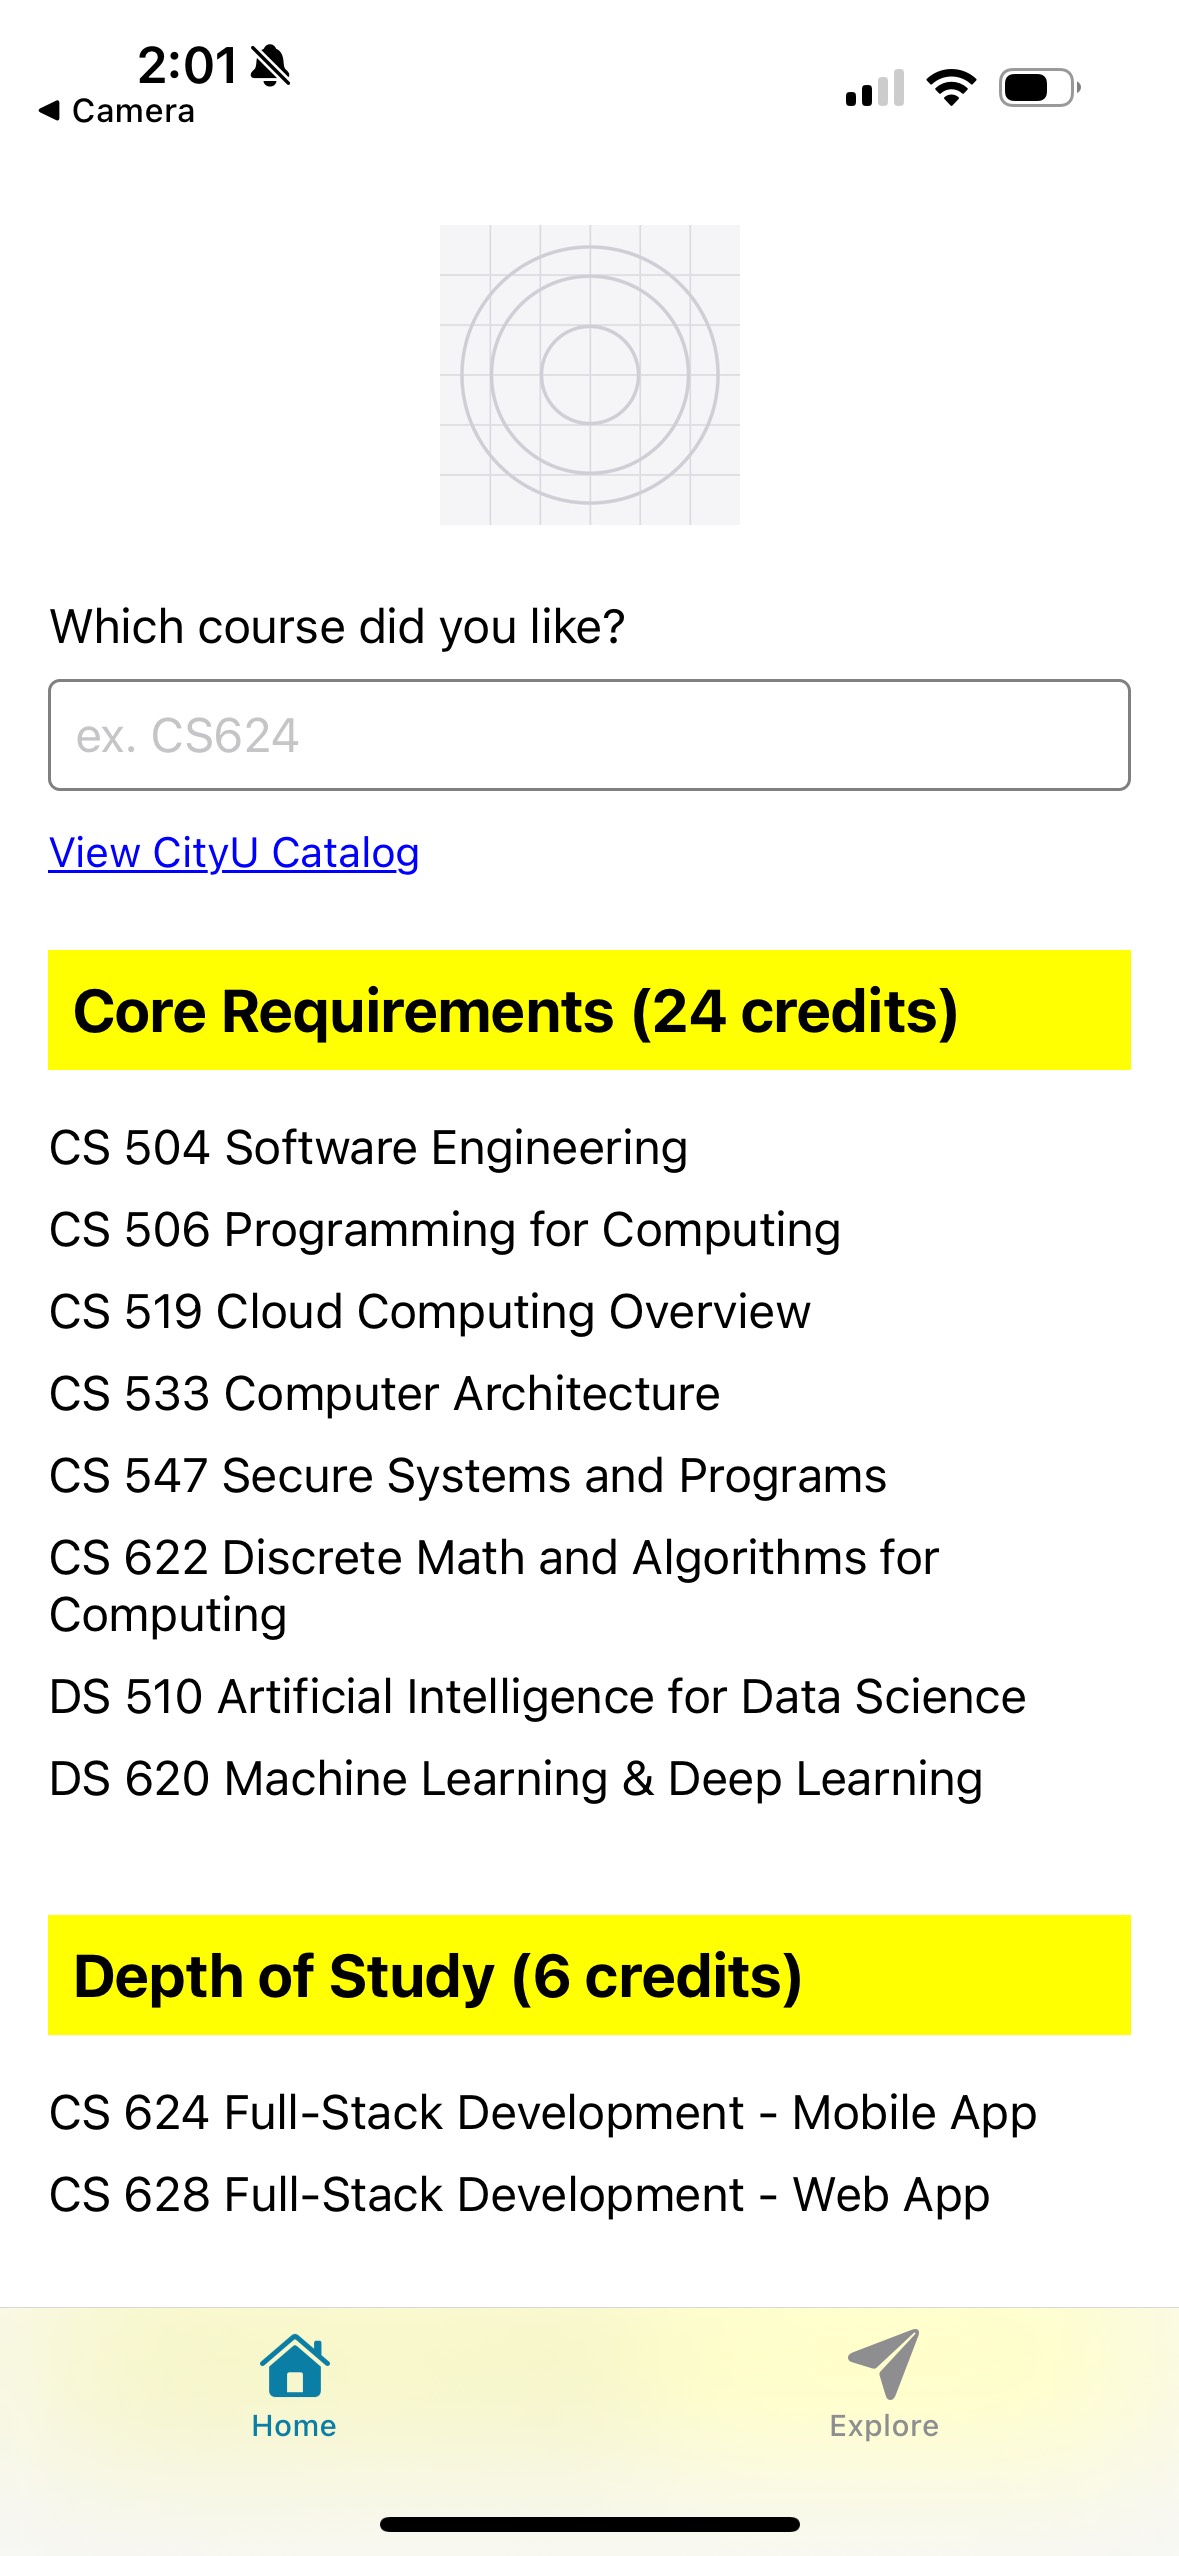 2:01
Camera
Which course did you like?
ex. CS624
View CityU Catalog
Core Requirements (24 credits)
CS 504 Software Engineering
CS 506 Programming for Computing
CS 519 Cloud Computing Overview
CS 533 Computer Architecture
CS 547 Secure Systems and Programs
CS 622 Discrete Math and Algorithms for
Computing
DS 510 Artificial Intelligence for Data Science
DS 620 Machine Learning & Deep Learning
Depth of Study (6 credits)
CS 624 Full-Stack Development - Mobile App
CS 628 Full-Stack Development - Web App
Home
Explore